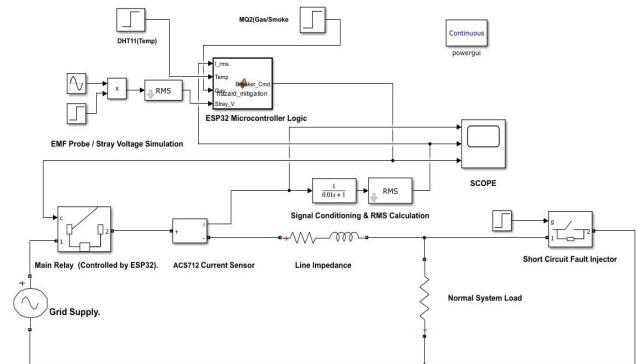 MQ2(Gas/Smoke
DHT11(Temp)
Continuous
powergui
I_rms
Temp
Breaker_Cmd
Gas
hazard_mitigation
Stray_V
x
RMS
ESP32 Microcontroller Logic
EMF Probe / Stray Voltage Simulation
SCOPE
1
0.01s+1
RMS
Signal Conditioning & RMS Calculation
c
1
2
+
i
-
+
g
1
2
Main Relay (Controlled by ESP32).
ACS712 Current Sensor
Line Impedance
Short Circuit Fault Injector
+
Grid Supply.
Normal System Load
+